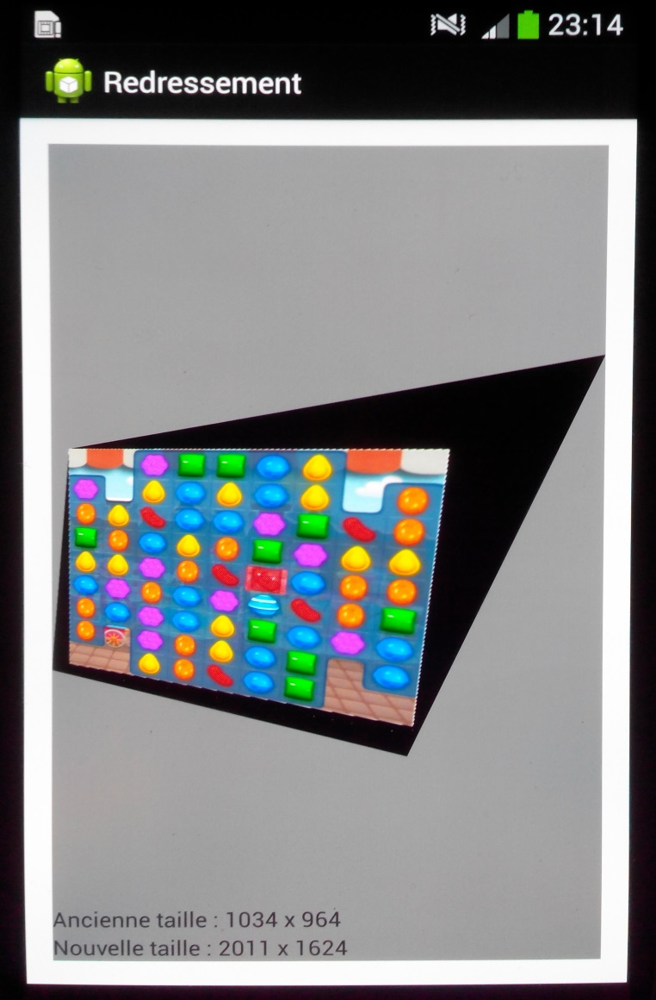 23:14
Redressement
Ancienne taille : 1034 x 964
Nouvelle taille : 2011 x 1624